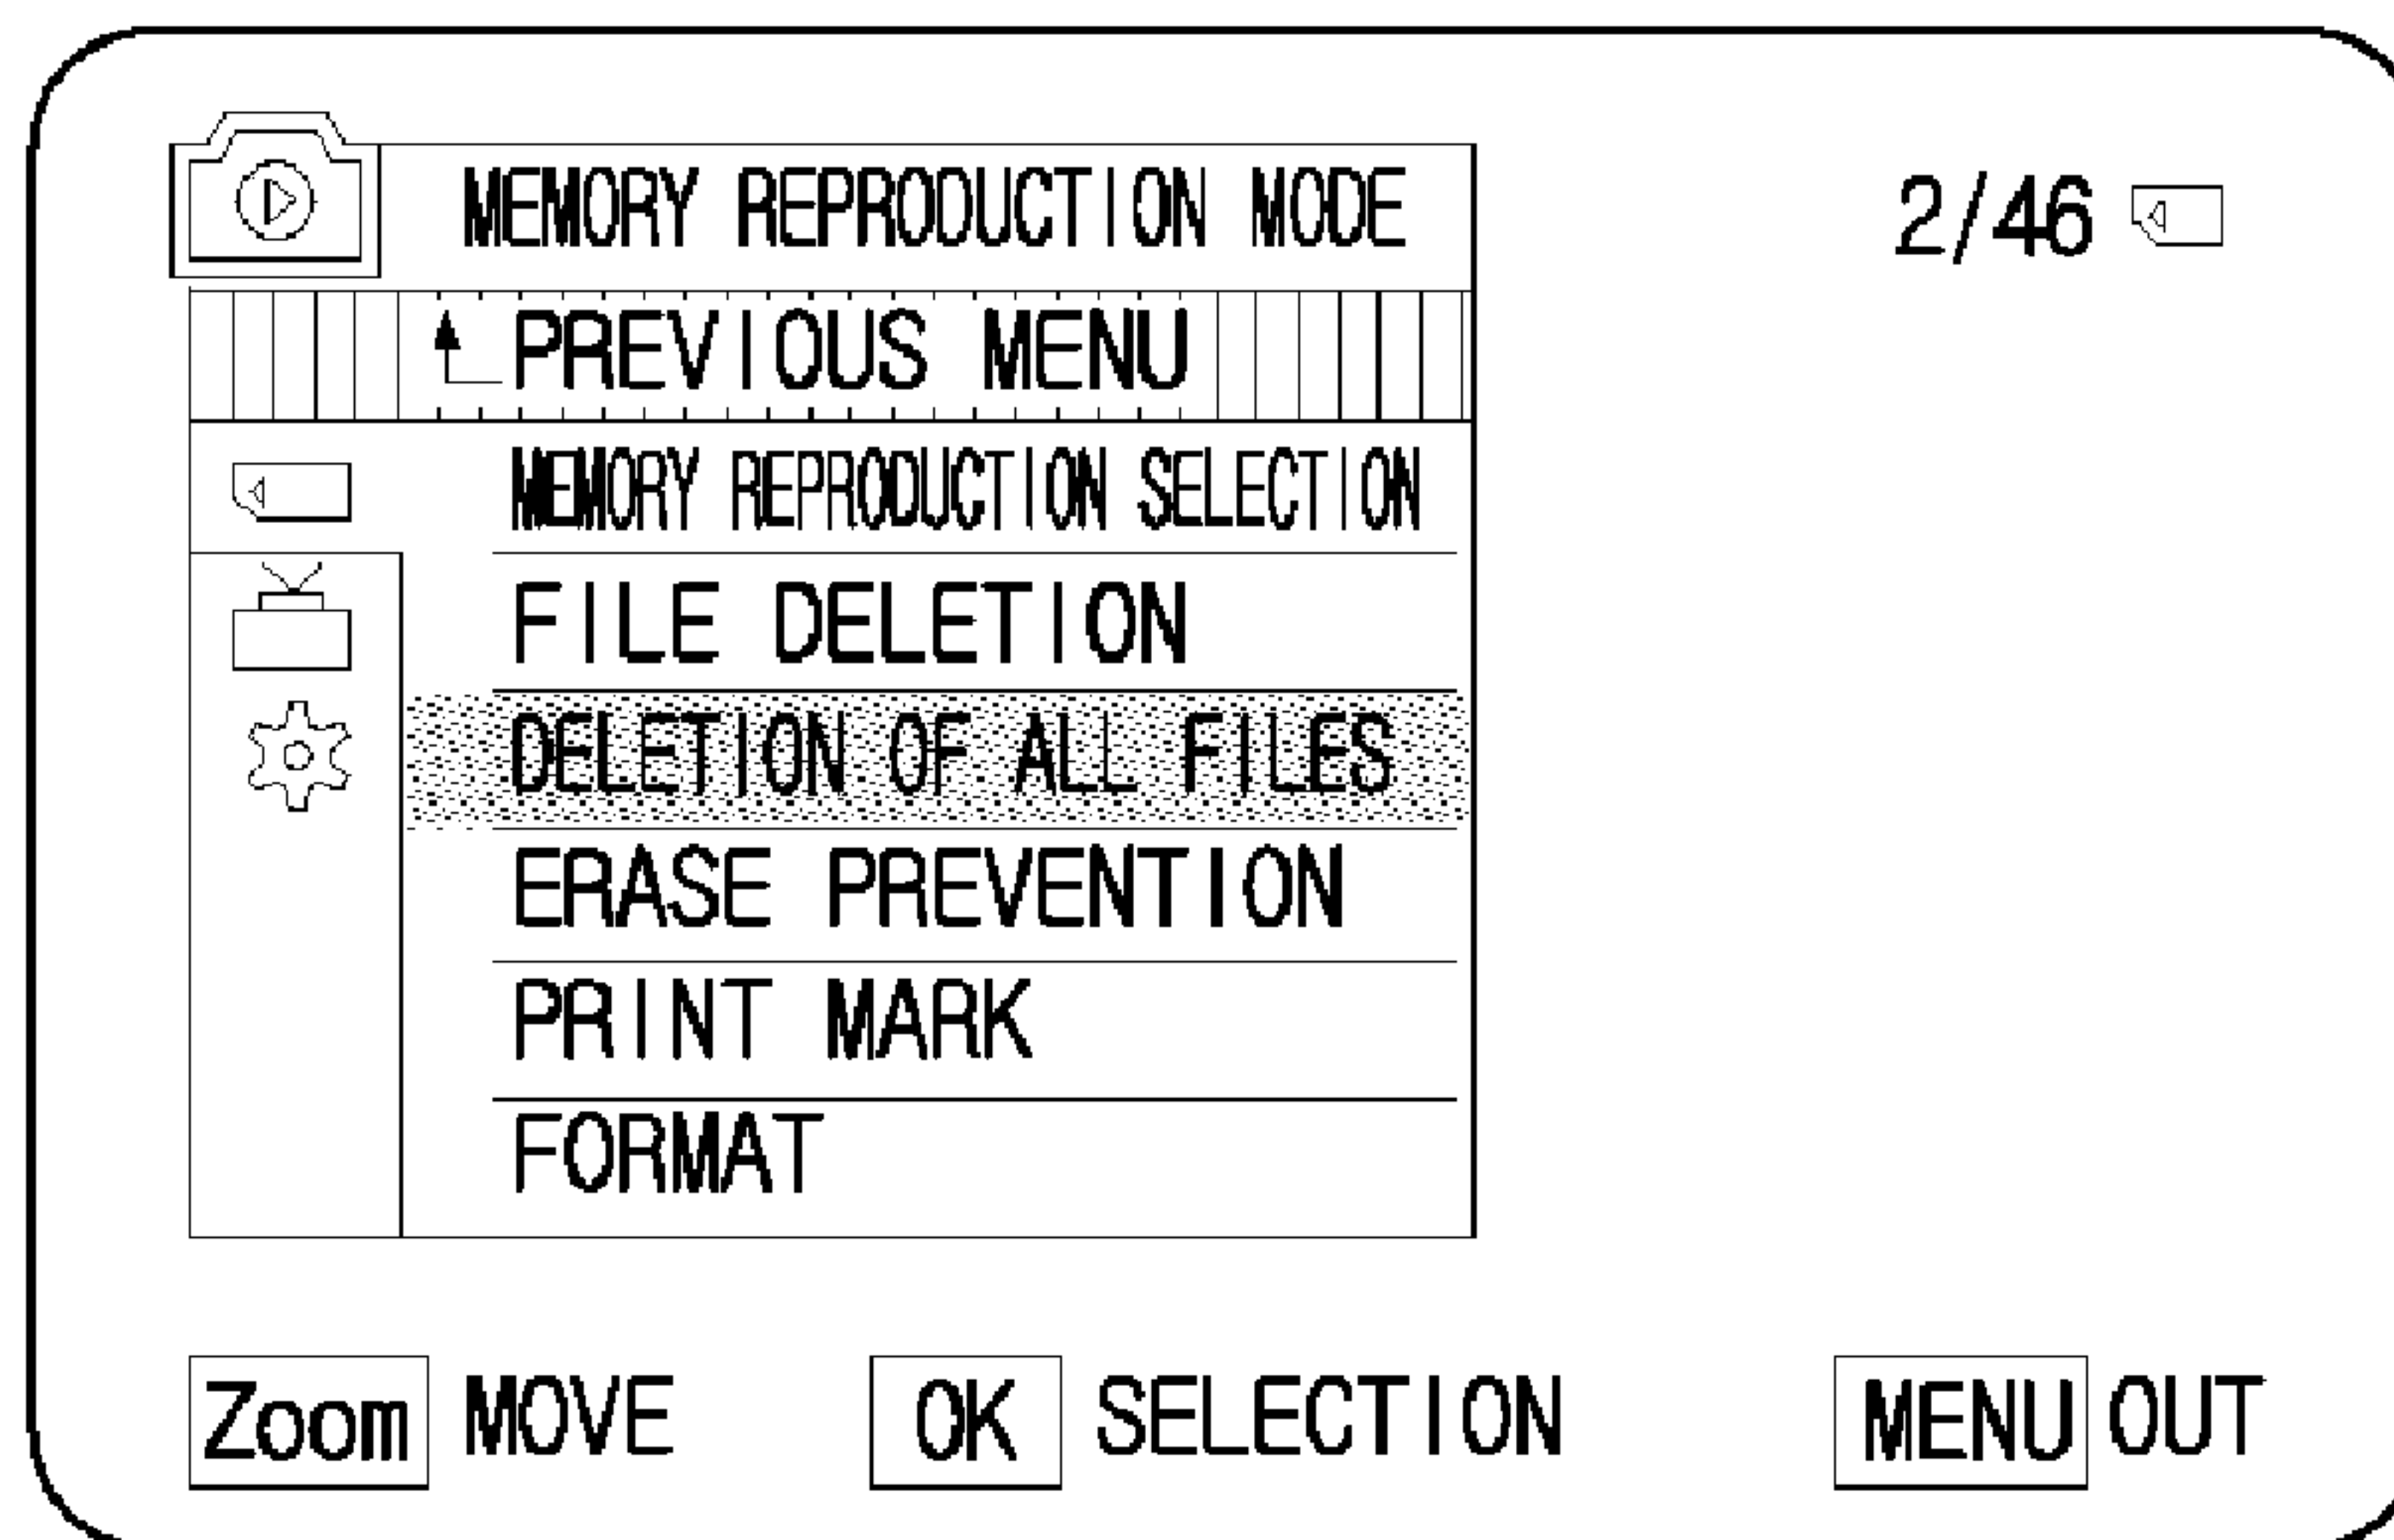 MEMORY REPRODUCTION MODE 2/46
PREVIOUS MENU
MEMORY REPRODUCTION SELECTION
FILE DELETION
DELETION OF ALL FILES
ERASE PREVENTION
PRINT MARK
FORMAT
Zoom MOVE OK SELECTION MENU OUT